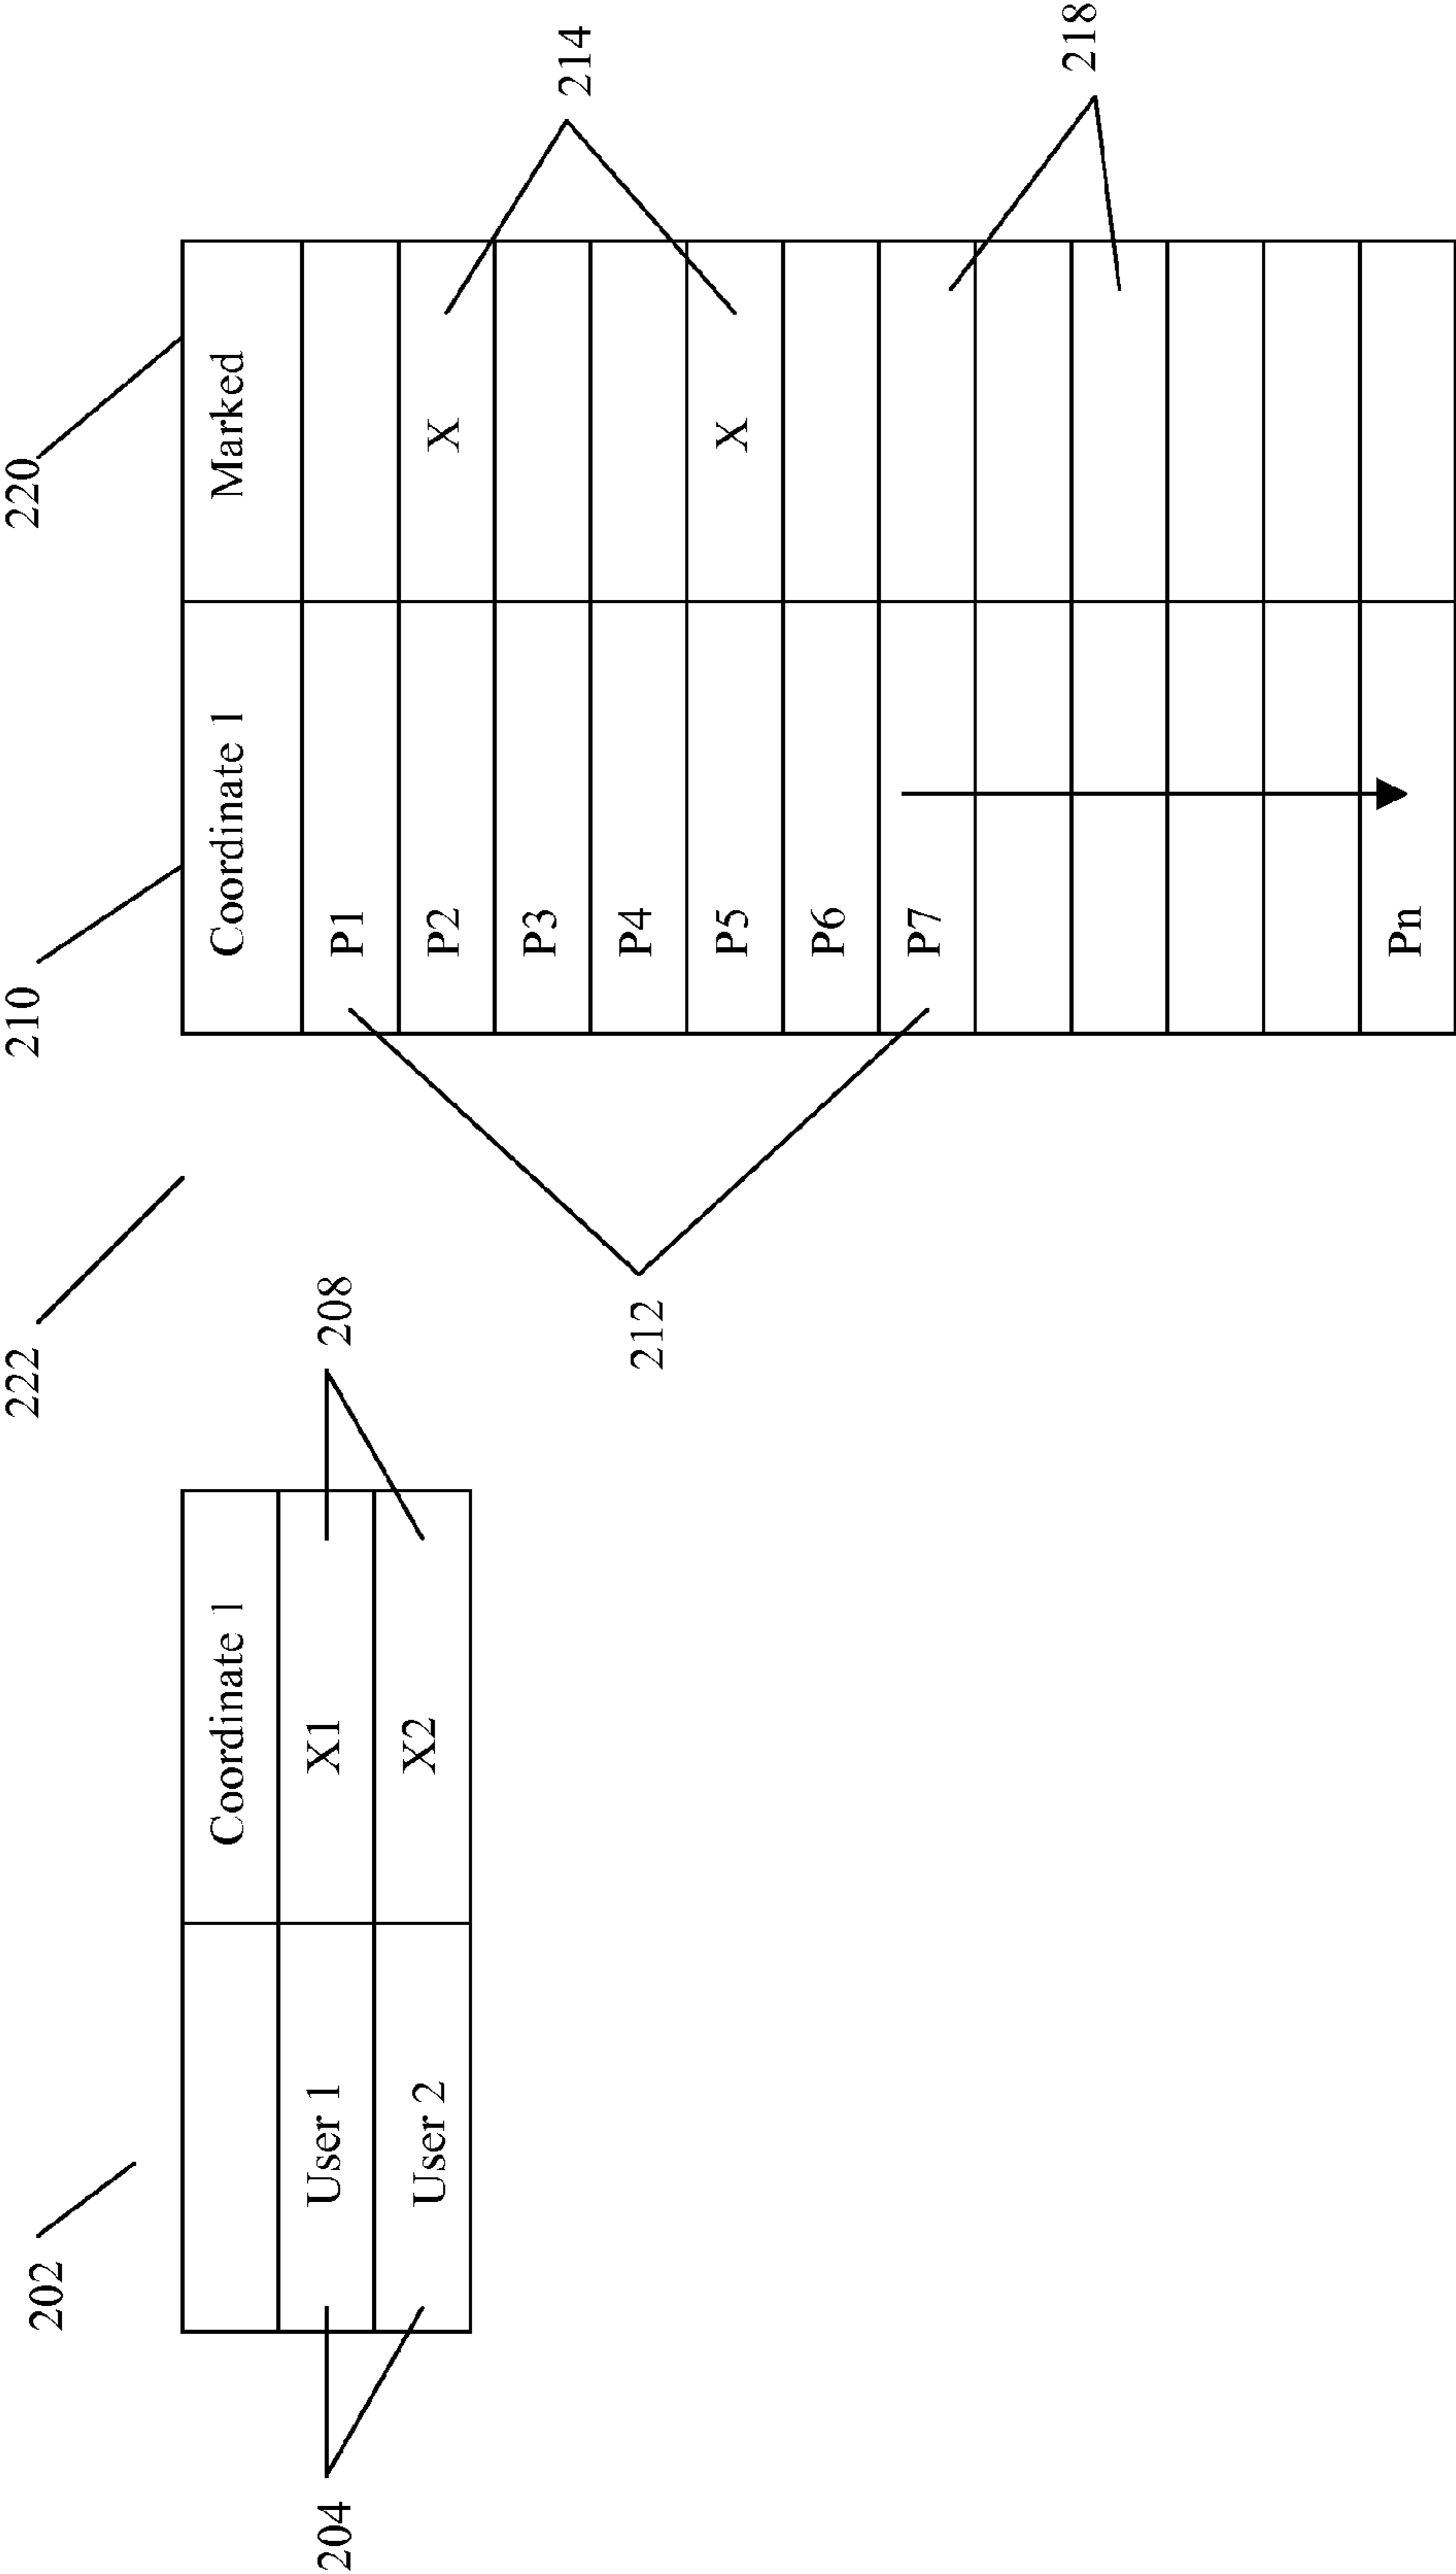 202
222
210
220
Coordinate 1
User 1 X1
User 2 X2
204
208
Coordinate 1 Marked
P1
P2 X
P3
P4
P5 X
P6
P7
Pn
212
214
218